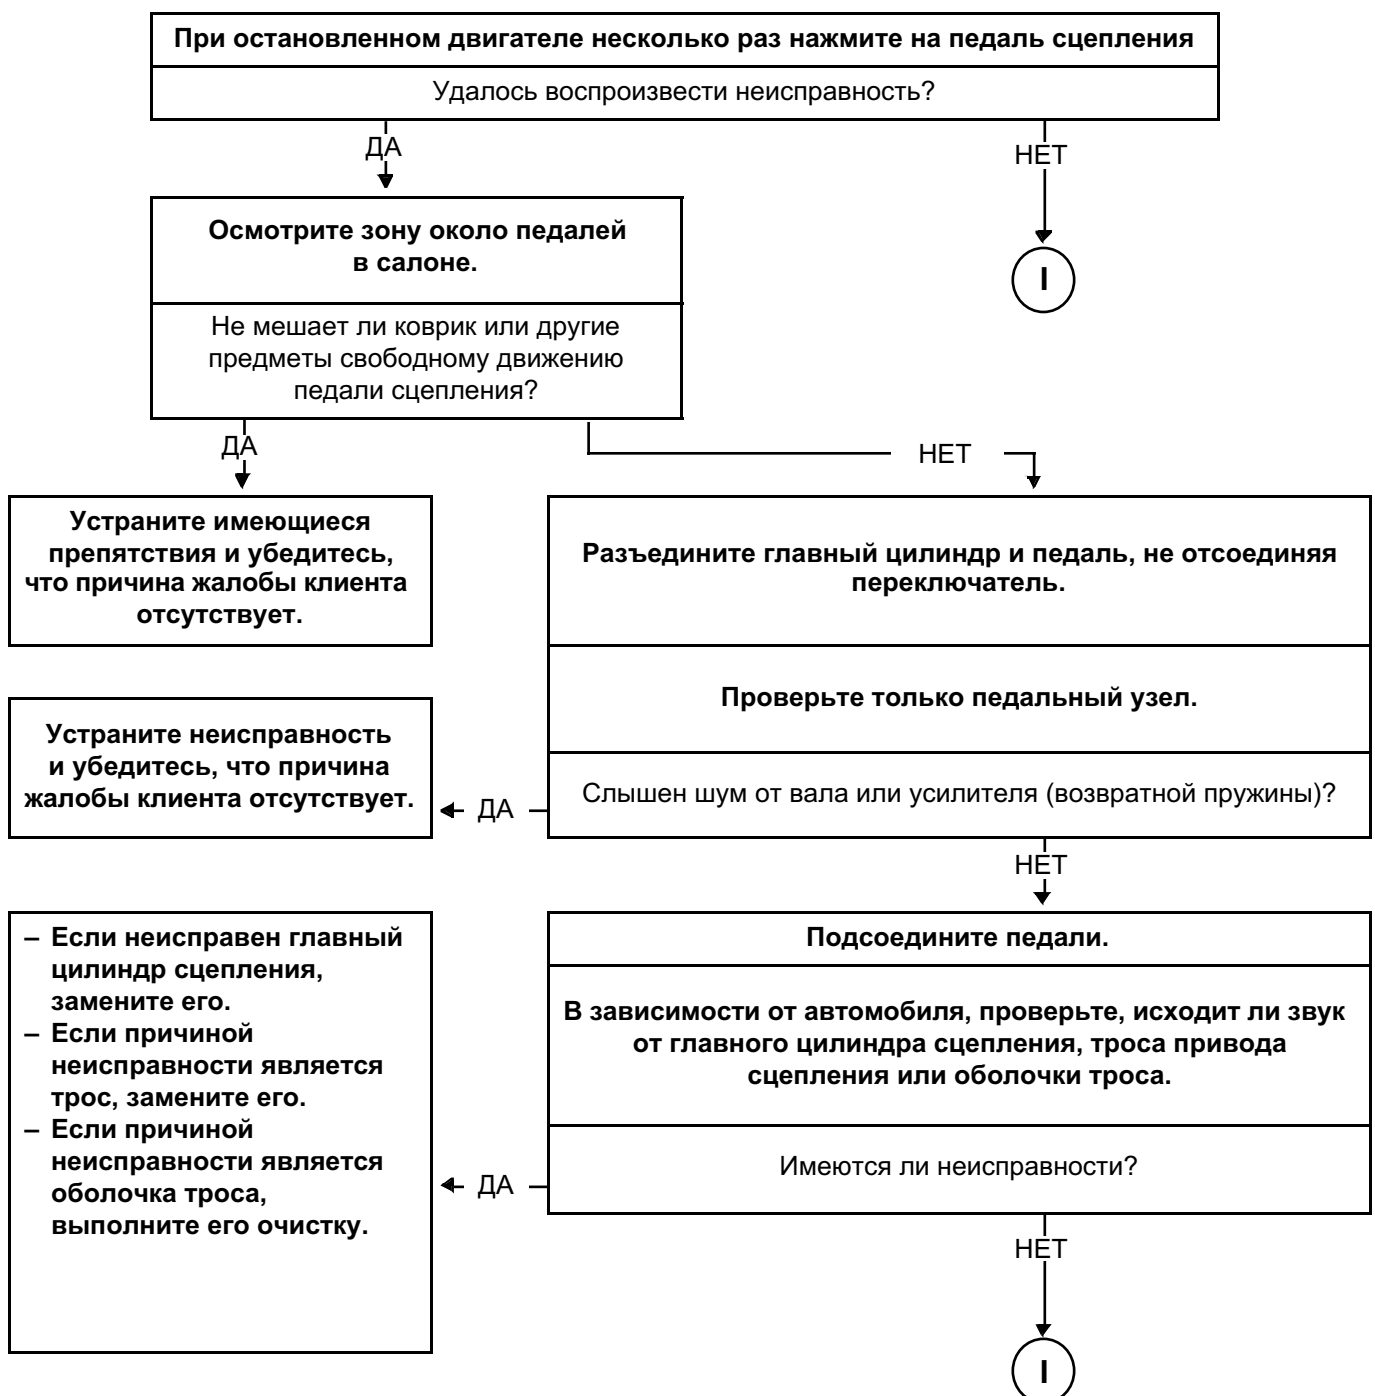 При остановленном двигателе несколько раз нажмите на педаль сцепления
Удалось воспроизвести неисправность?
ДА
НЕТ
Осмотрите зону около педалей
в салоне.
I
Не мешает ли коврик или другие
предметы свободному движению
педали сцепления?
ДА
НЕТ
Устраните имеющиеся
препятствия и убедитесь,
что причина жалобы клиента
отсутствует.
Разъедините главный цилиндр и педаль, не отсоединяя
переключатель.
Проверьте только педальный узел.
Слышен шум от вала или усилителя (возвратной пружины)?
Устраните неисправность
и убедитесь, что причина
жалобы клиента отсутствует.
ДА
НЕТ
Подсоедините педали.
В зависимости от автомобиля, проверьте, исходит ли звук
от главного цилиндра сцепления, троса привода
сцепления или оболочки троса.
Имеются ли неисправности?
– Если неисправен главный
цилиндр сцепления,
замените его.
– Если причиной
неисправности является
трос, замените его.
– Если причиной
неисправности является
оболочка троса,
выполните его очистку.
ДА
НЕТ
I